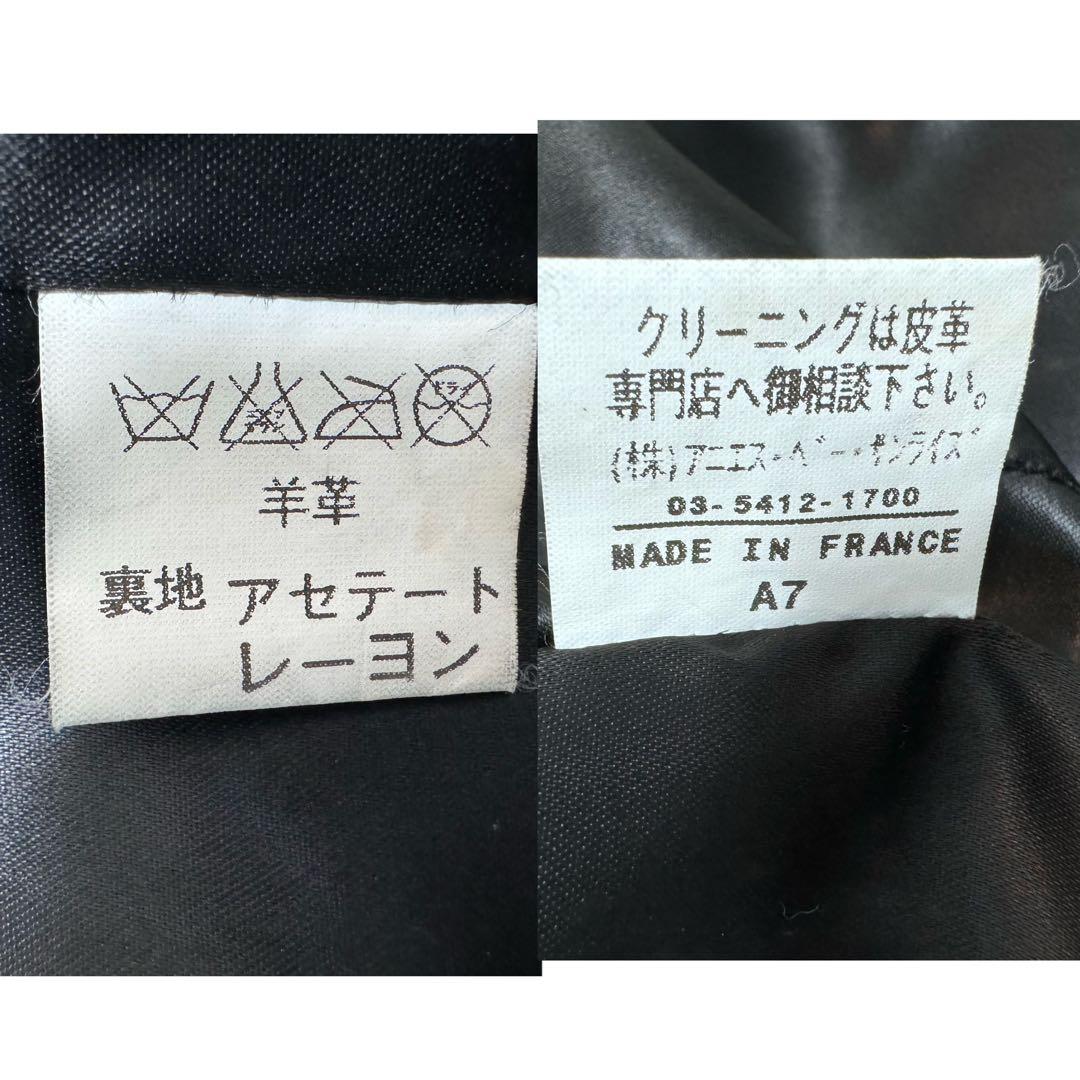 羊革
裏地 アセテート
レーヨン
クリーニングは皮革
専門店へ御相談下さい。
(株)アニエス・ベー・サンライズ
03-5412-1700
MADE IN FRANCE
A7